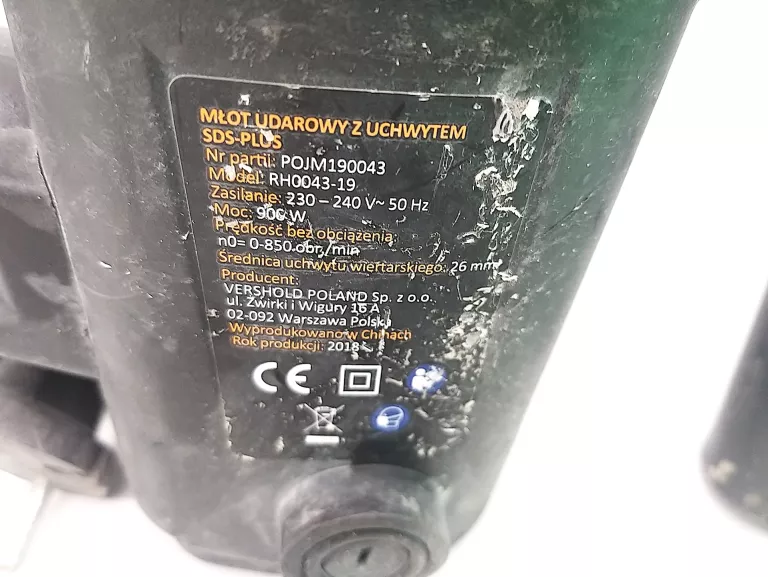 MŁOT UDAROWY Z UCHWYTEM
SDS-PLUS
Nr partii: POJM190043
Model: RH0043-19
Zasilanie: 230 – 240 V~ 50 Hz
Moc: 900 W
Prędkość bez obciążenia:
n0= 0-850 obr./min
Średnica uchwytu wiertarskiego: 26 mm
Producent:
VERSHOLD POLAND Sp. z o.o.
ul. Żwirki i Wigury 16 A
02-092 Warszawa Polska
Wyprodukowano w Chinach
Rok produkcji: 2018
CE